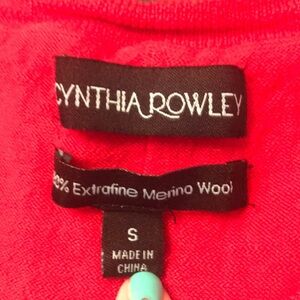 CYNTHIA ROWLEY
% Extrafine Merino Wool
S
MADE IN
CHINA